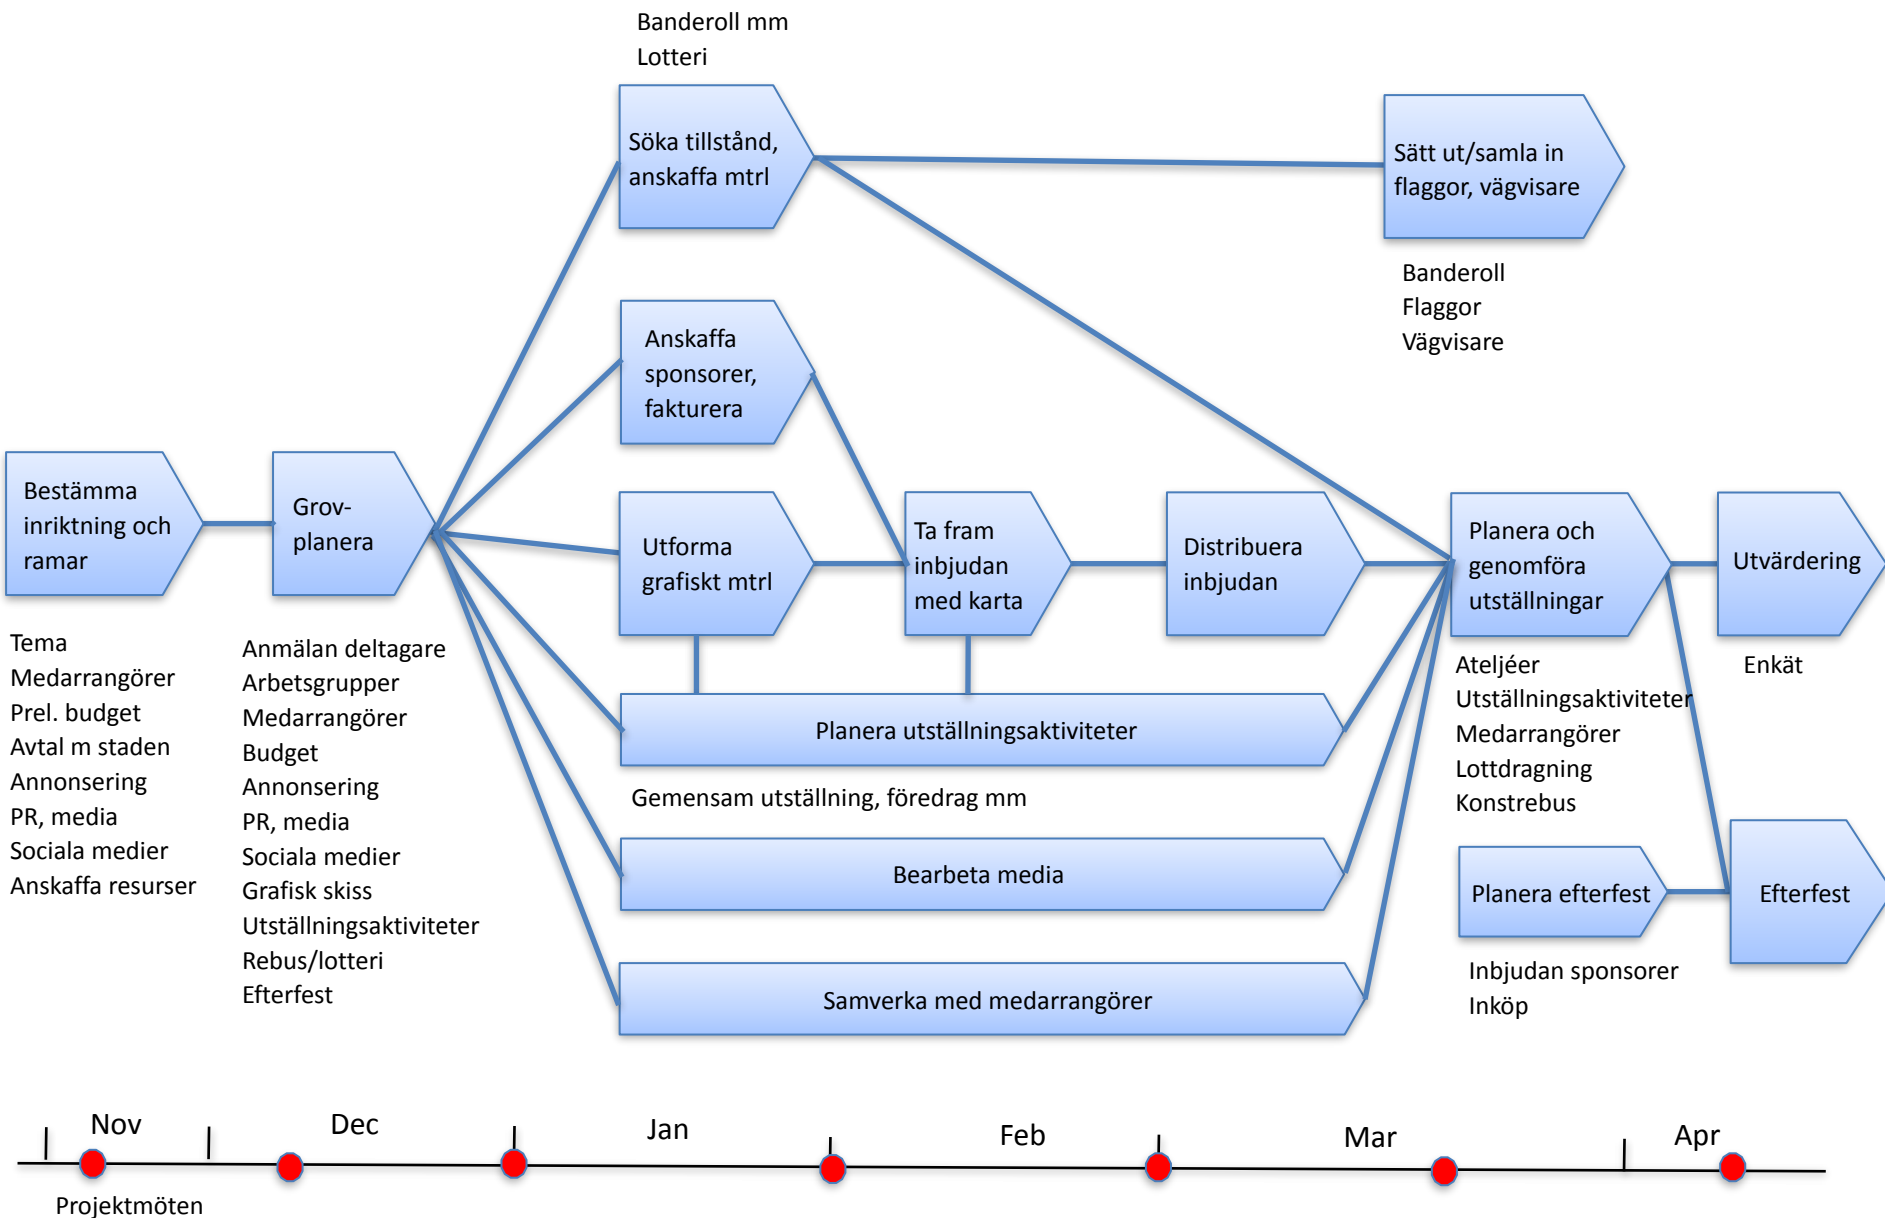 Banderoll mm
Lotteri
Söka tillstånd,
anskaffa mtrl
Sätt ut/samla in
flaggor, vägvisare
Banderoll
Flaggor
Vägvisare
Anskaffa
sponsorer,
fakturera
Bestämma
inriktning och
ramar
Grov-
planera
Utforma
grafiskt mtrl
Ta fram
inbjudan
med karta
Distribuera
inbjudan
Planera och
genomföra
utställningar
Utvärdering
Tema
Medarrangörer
Prel. budget
Avtal m staden
Annonsering
PR, media
Sociala medier
Anskaffa resurser
Anmälan deltagare
Arbetsgrupper
Medarrangörer
Budget
Annonsering
PR, media
Sociala medier
Grafisk skiss
Utställningsaktiviteter
Rebus/lotteri
Efterfest
Planera utställningsaktiviteter
Gemensam utställning, föredrag mm
Bearbeta media
Samverka med medarrangörer
Ateljéer
Utställningsaktiviteter
Medarrangörer
Lottdragning
Konstrebus
Enkät
Planera efterfest
Efterfest
Inbjudan sponsorer
Inköp
Nov
Dec
Jan
Feb
Mar
Apr
Projektmöten